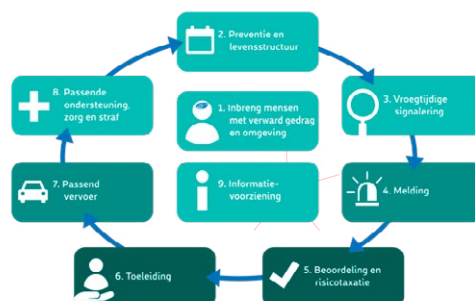 2. Preventie en
levensstructuur
3. Vroegtijdige
signalering
4. Melding
5. Beoordeling en
risicotaxatie
6. Toeleiding
7. Passend
vervoer
8. Passende
ondersteuning,
zorg en straf
1. Inbreng mensen
met verward gedrag
en omgeving
9. Informatie-
voorziening